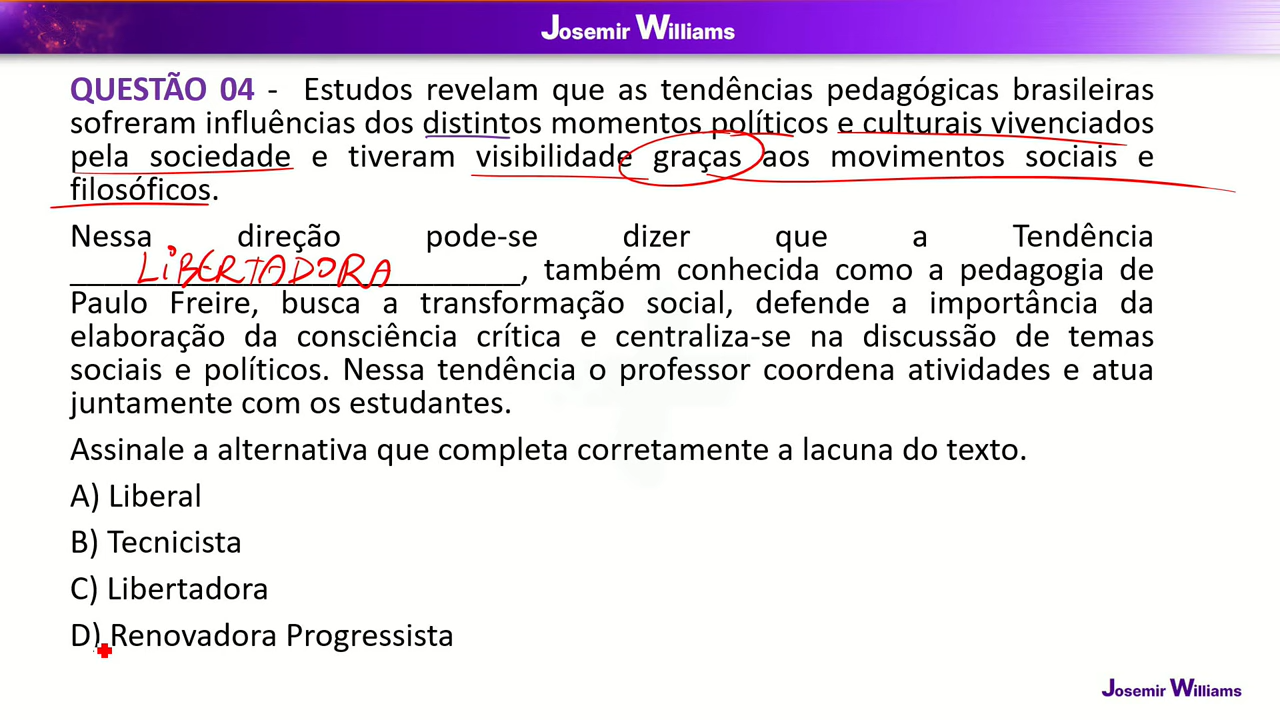 Josemir Williams
QUESTÃO 04 - Estudos revelam que as tendências pedagógicas brasileiras
sofreram influências dos distintos momentos políticos e culturais vivenciados
pela sociedade e tiveram visibilidade graças aos movimentos sociais e
filosóficos.
Nessa direção pode-se dizer que a Tendência
LIBERTADORA, também conhecida como a pedagogia de
Paulo Freire, busca a transformação social, defende a importância da
elaboração da consciência crítica e centraliza-se na discussão de temas
sociais e políticos. Nessa tendência o professor coordena atividades e atua
juntamente com os estudantes.
Assinale a alternativa que completa corretamente a lacuna do texto.
A) Liberal
B) Tecnicista
C) Libertadora
D) Renovadora Progressista
Josemir Williams